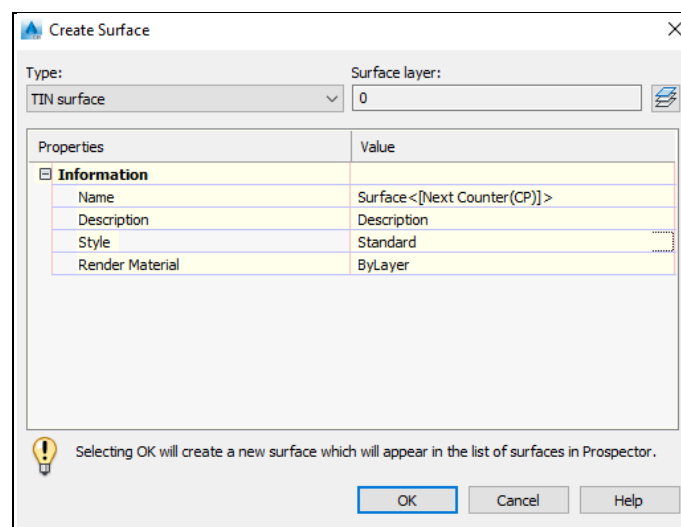 Create Surface
Type:
Surface layer:
TIN surface
0
Properties
Value
Information
Name
Surface<[Next Counter(CP)]>
Description
Description
Style
Standard
Render Material
ByLayer
Selecting OK will create a new surface which will appear in the list of surfaces in Prospector.
OK
Cancel
Help